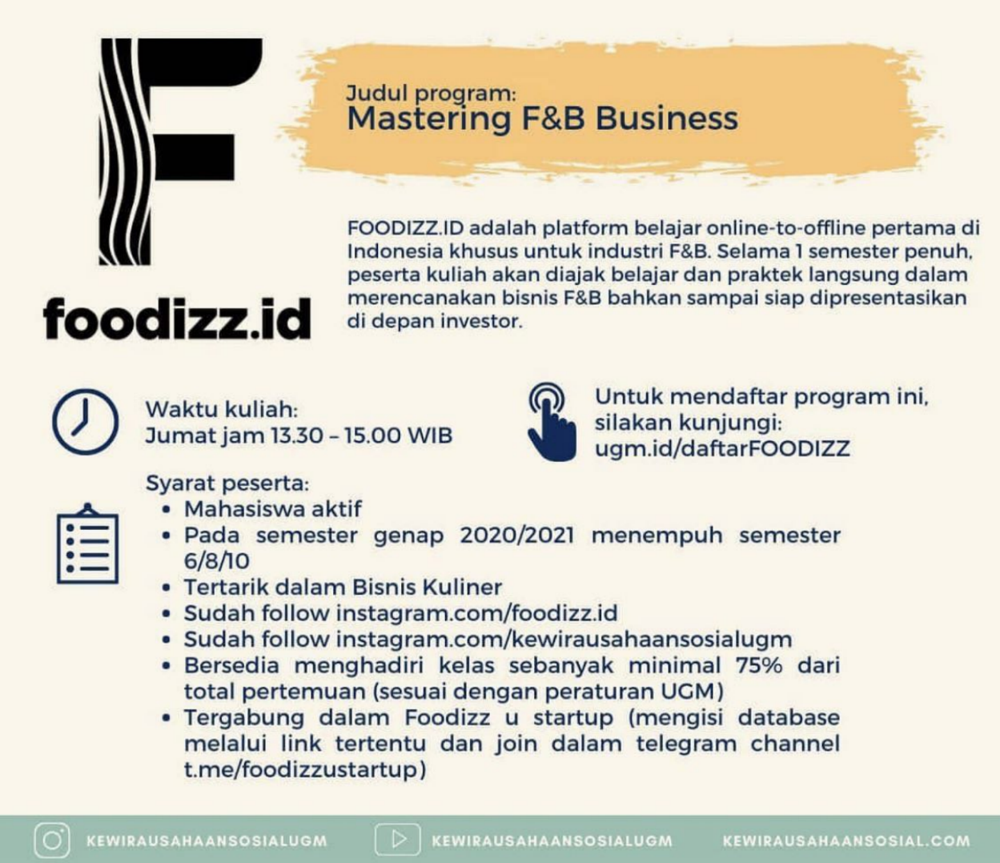 Judul program:
Mastering F&B Business
foodizz.id
FOODIZZ.ID adalah platform belajar online-to-offline pertama di
Indonesia khusus untuk industri F&B. Selama 1 semester penuh,
peserta kuliah akan diajak belajar dan praktek langsung dalam
merencanakan bisnis F&B bahkan sampai siap dipresentasikan
di depan investor.
Waktu kuliah:
Jumat jam 13.30 – 15.00 WIB
Untuk mendaftar program ini,
silakan kunjungi:
ugm.id/daftarFOODIZZ
Syarat peserta:
• Mahasiswa aktif
• Pada semester genap 2020/2021 menempuh semester
6/8/10
• Tertarik dalam Bisnis Kuliner
• Sudah follow instagram.com/foodizz.id
• Sudah follow instagram.com/kewirausahaansosialugm
• Bersedia menghadiri kelas sebanyak minimal 75% dari
total pertemuan (sesuai dengan peraturan UGM)
• Tergabung dalam Foodizz u startup (mengisi database
melalui link tertentu dan join dalam telegram channel
t.me/foodizzustartup)
KEWIRAUSAHAANSOSIALUGM
KEWIRAUSAHAANSOSIALUGM
KEWIRAUSAHAANSOSIAL.COM